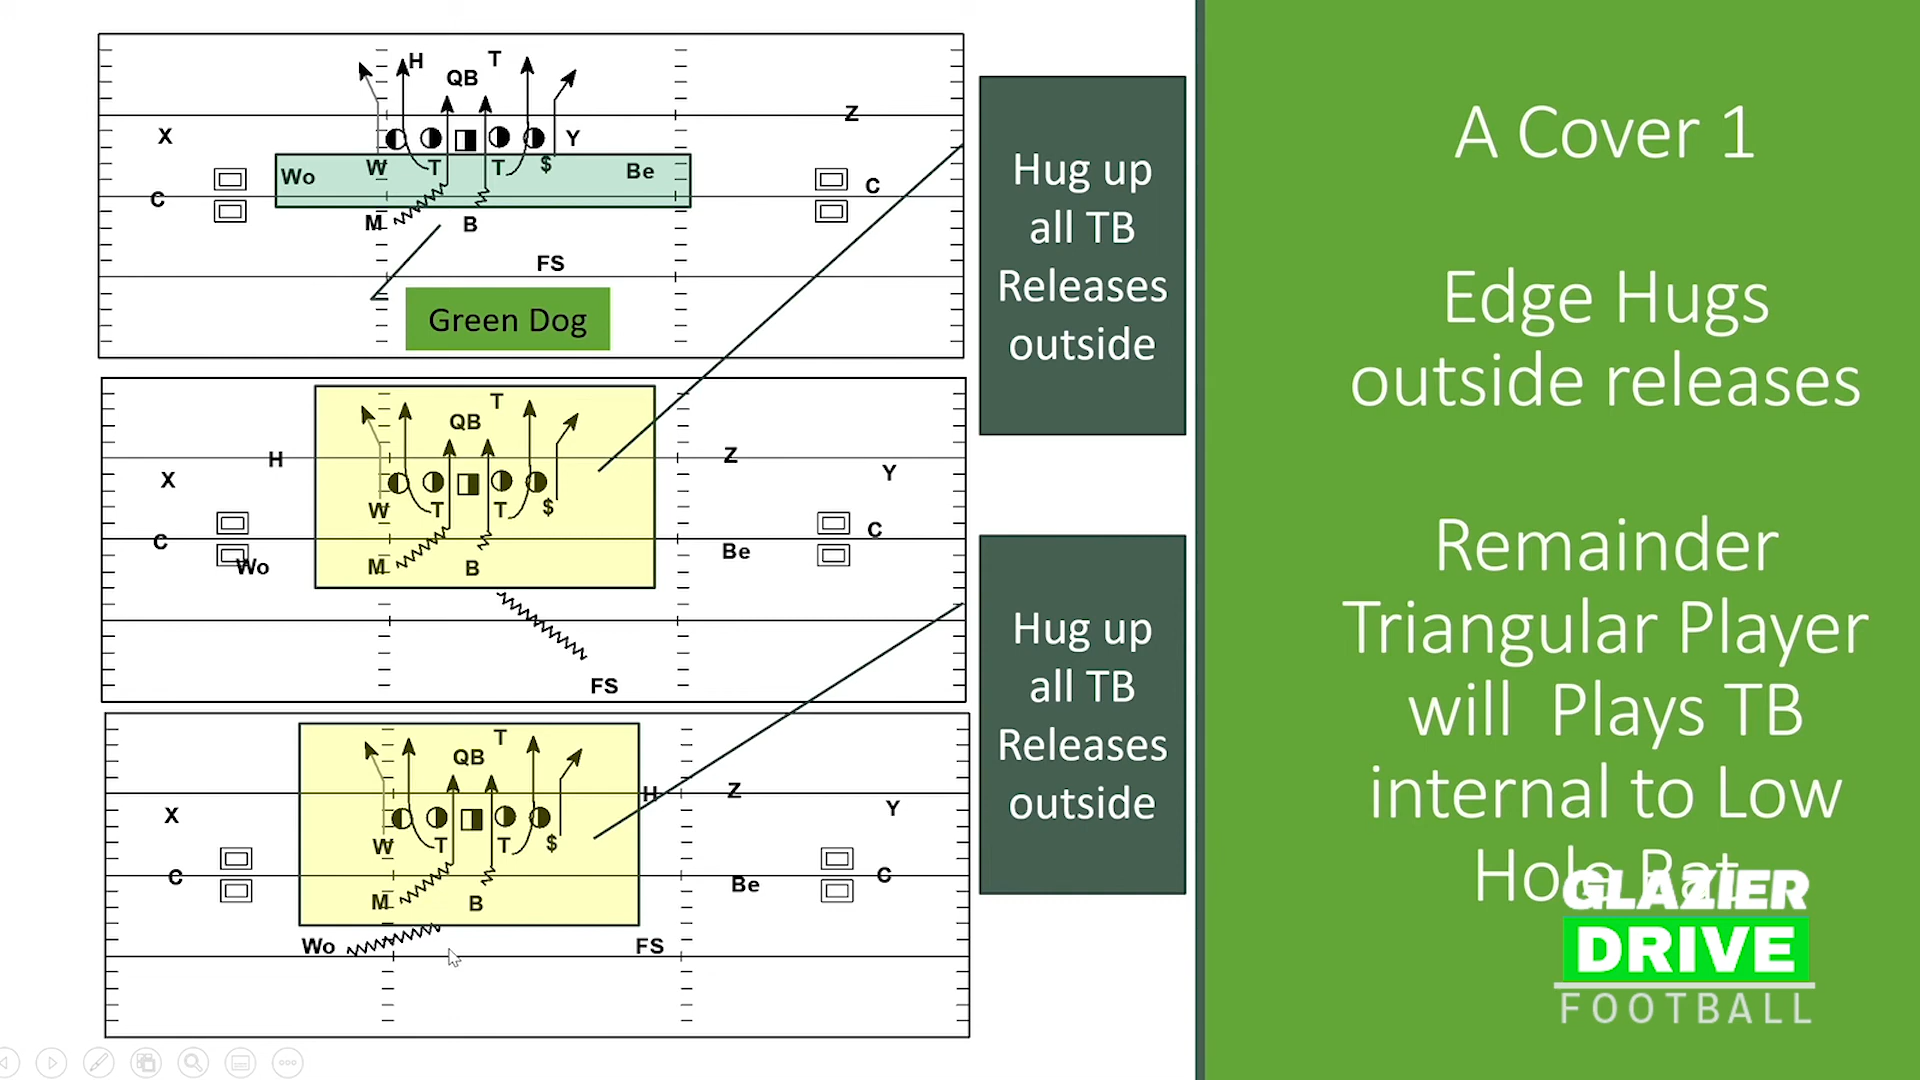 H
T
QB
Z
X
Y
W
T
T
$
Wo
Be
C
C
M
B
FS
Green Dog
T
QB
H
Z
X
Y
W
T
T
$
C
C
Be
Wo
M
B
FS
T
QB
H
Z
X
Y
W
T
T
$
C
Be
C
M
B
Wo
FS
Hug up
all TB
Releases
outside
Hug up
all TB
Releases
outside
A Cover 1
Edge Hugs
outside releases
Remainder
Triangular Player
will Plays TB
internal to Low
Hole Rat
GLAZIER
DRIVE
FOOTBALL